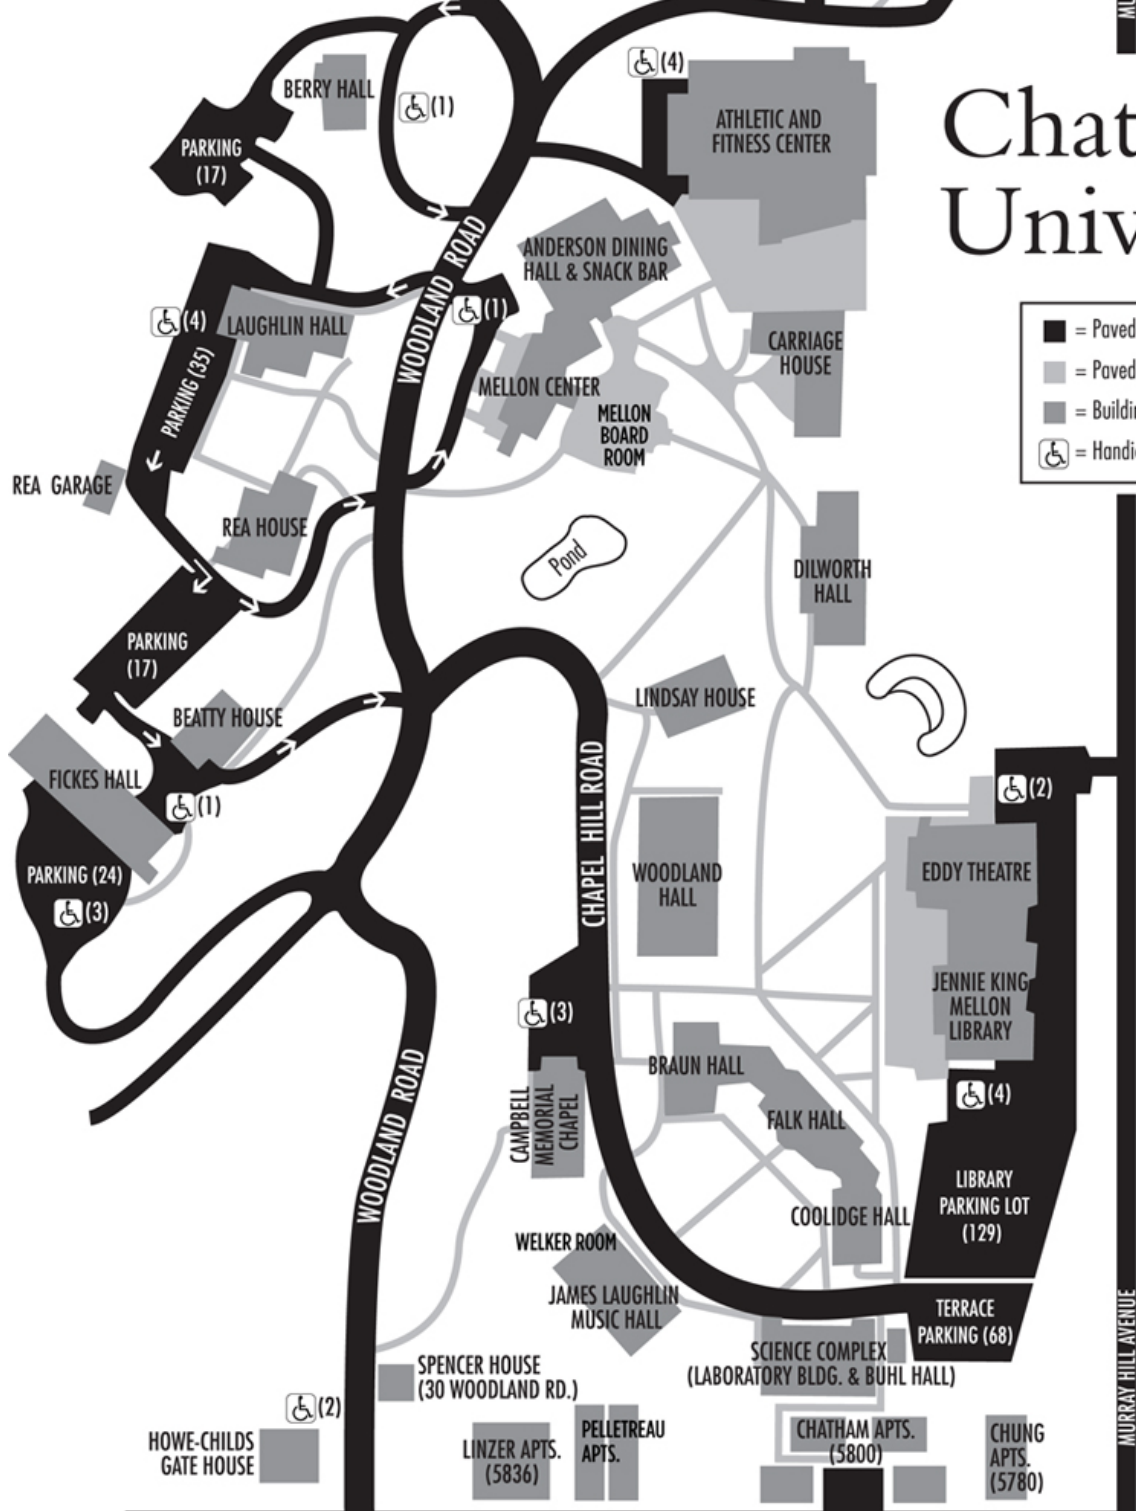 MU
(4)
Chat
Univ
BERRY HALL
(1)
ATHLETIC AND
FITNESS CENTER
PARKING
(17)
WOODLAND ROAD
ANDERSON DINING
HALL & SNACK BAR
(1)
(4)
LAUGHLIN HALL
PARKING (35)
CARRIAGE
HOUSE
= Paved
= Paved
= Buildin
= Handi
MELLON CENTER
MELLON
BOARD
ROOM
REA GARAGE
REA HOUSE
Pond
DILWORTH
HALL
PARKING
(17)
BEATTY HOUSE
LINDSAY HOUSE
FICKES HALL
(1)
CHAPEL HILL ROAD
(2)
PARKING (24)
(3)
WOODLAND
HALL
EDDY THEATRE
JENNIE KING
MELLON
LIBRARY
(3)
BRAUN HALL
(4)
CAMPBELL
MEMORIAL
CHAPEL
FALK HALL
WOODLAND ROAD
LIBRARY
PARKING LOT
(129)
COOLIDGE HALL
WELKER ROOM
JAMES LAUGHLIN
MUSIC HALL
TERRACE
PARKING (68)
SCIENCE COMPLEX
(LABORATORY BLDG. & BUHL HALL)
MURRAY HILL AVENUE
SPENCER HOUSE
(30 WOODLAND RD.)
(2)
HOWE-CHILDS
GATE HOUSE
LINZER APTS.
(5836)
PELLETREAU
APTS.
CHATHAM APTS.
(5800)
CHUNG
APTS.
(5780)